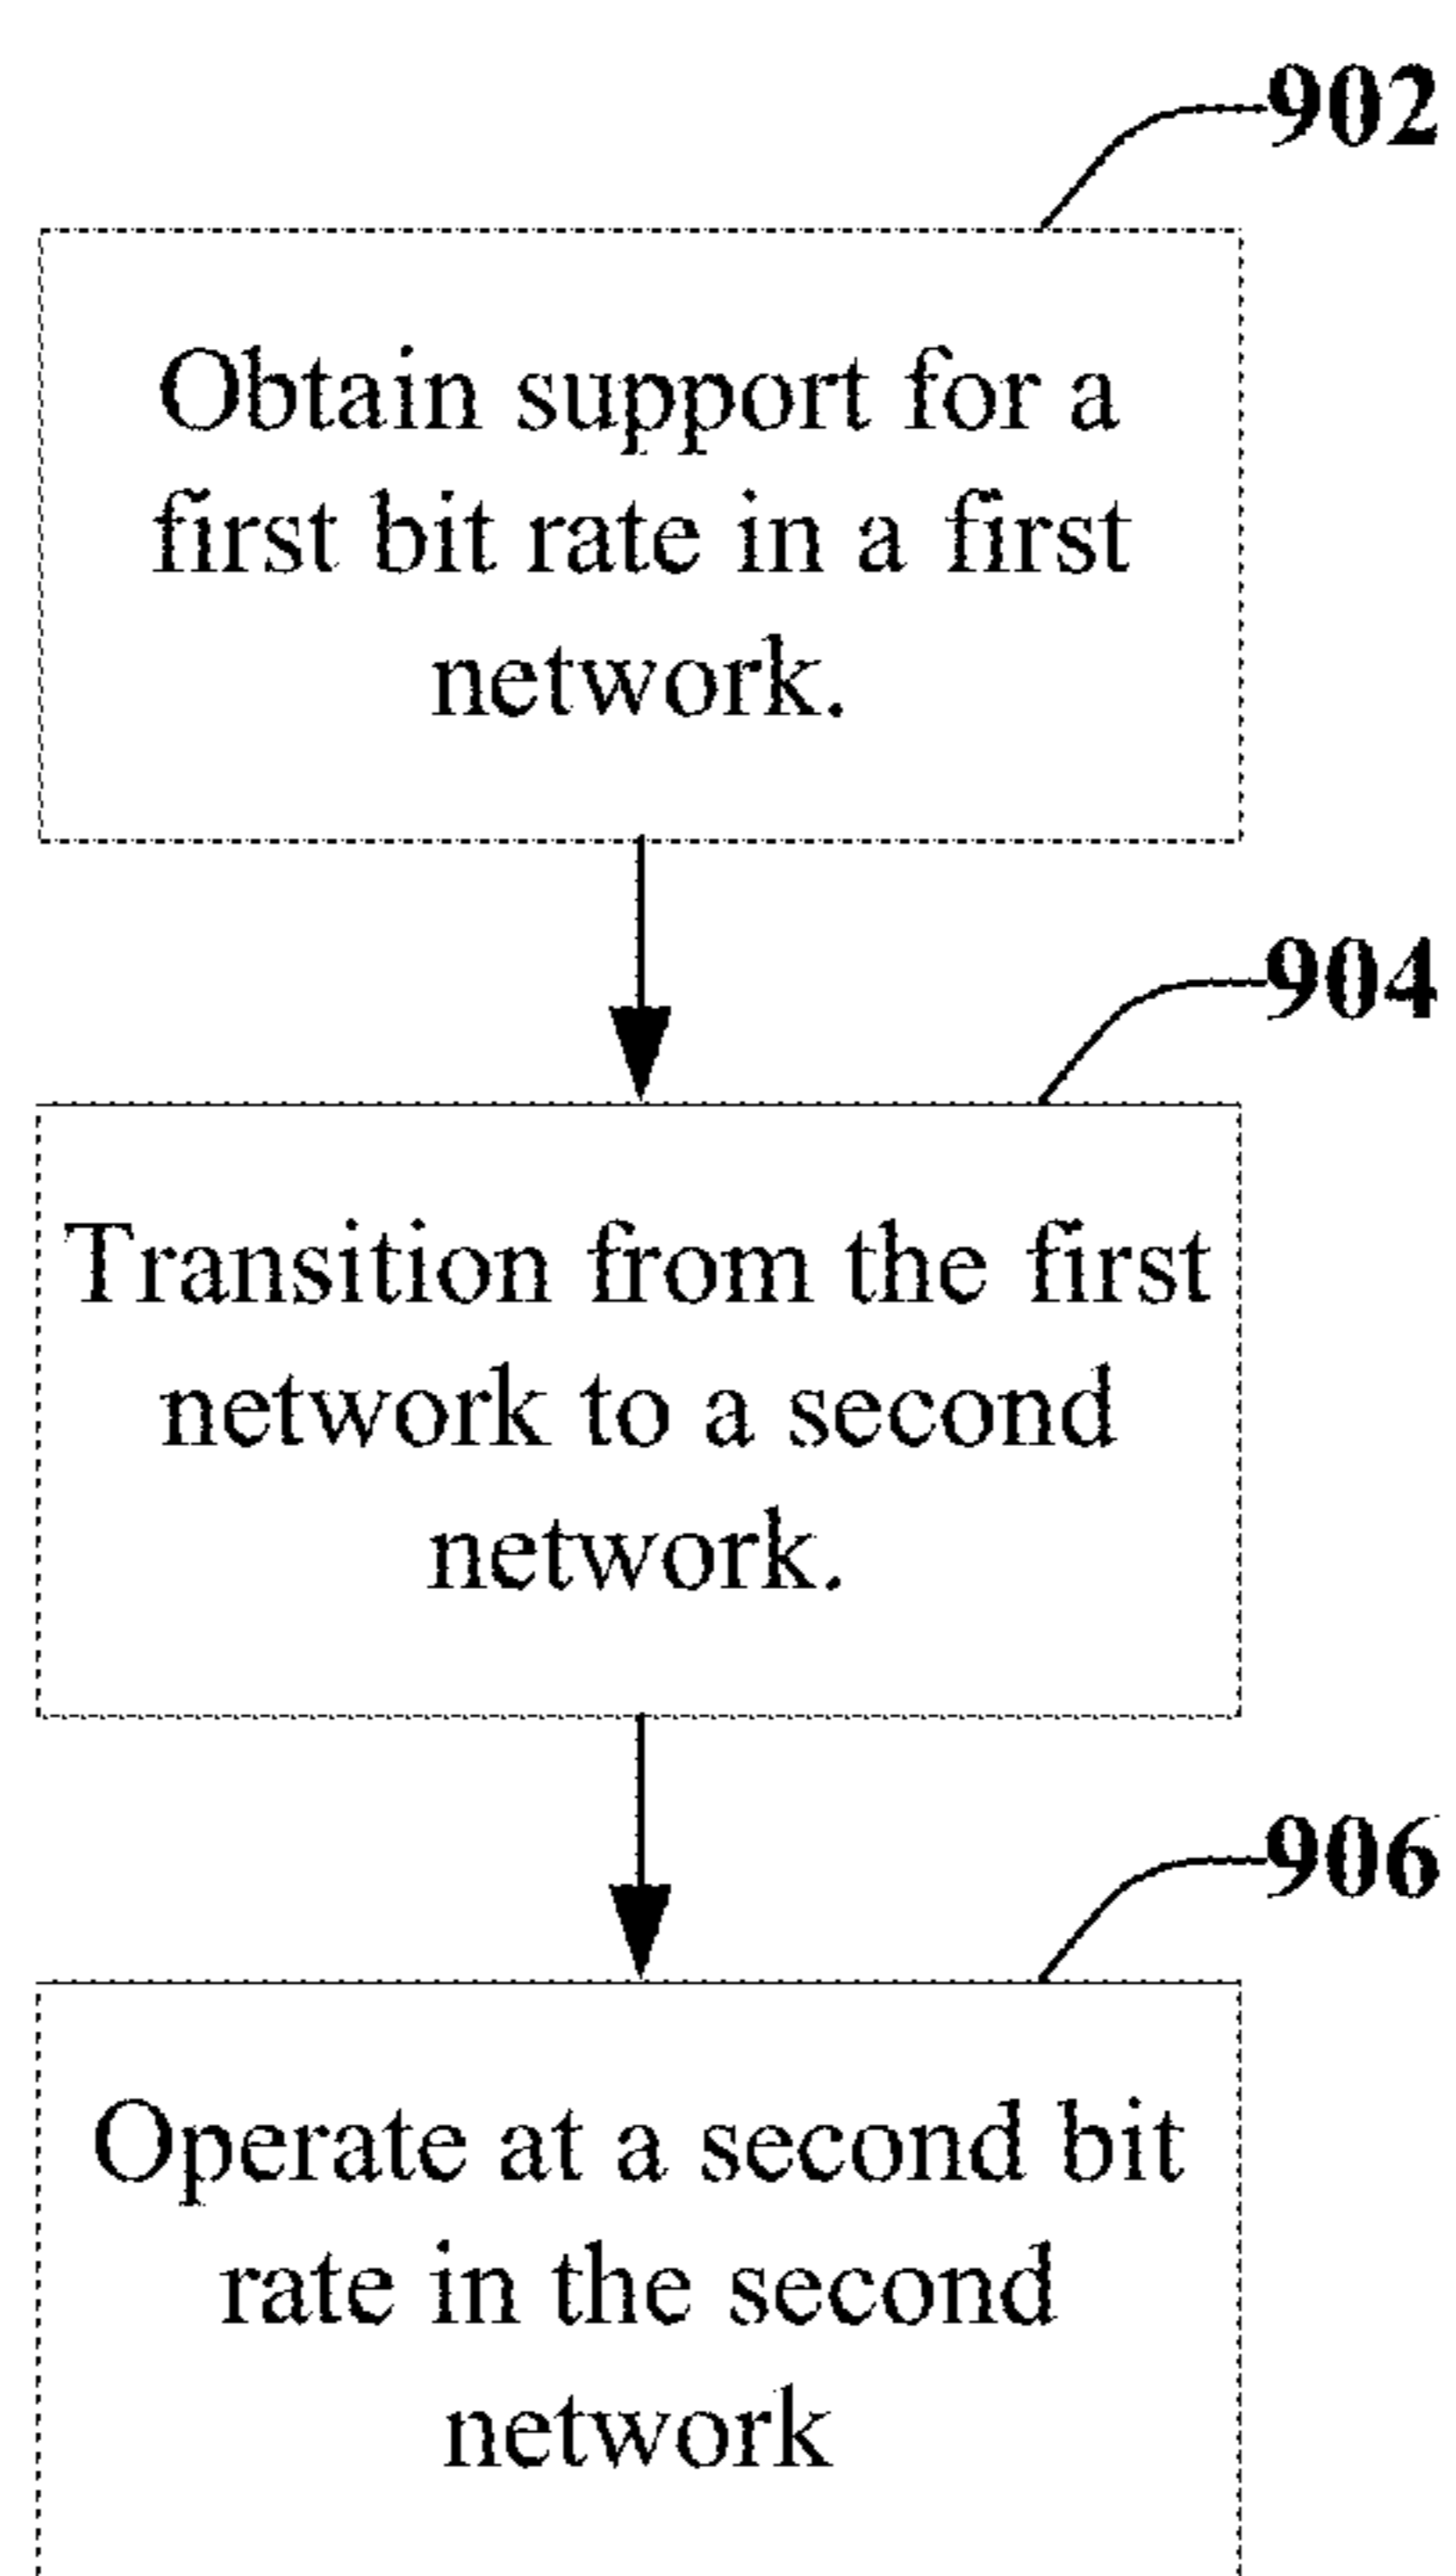 902
Obtain support for a
first bit rate in a first
network.
904
Transition from the first
network to a second
network.
906
Operate at a second bit
rate in the second
network